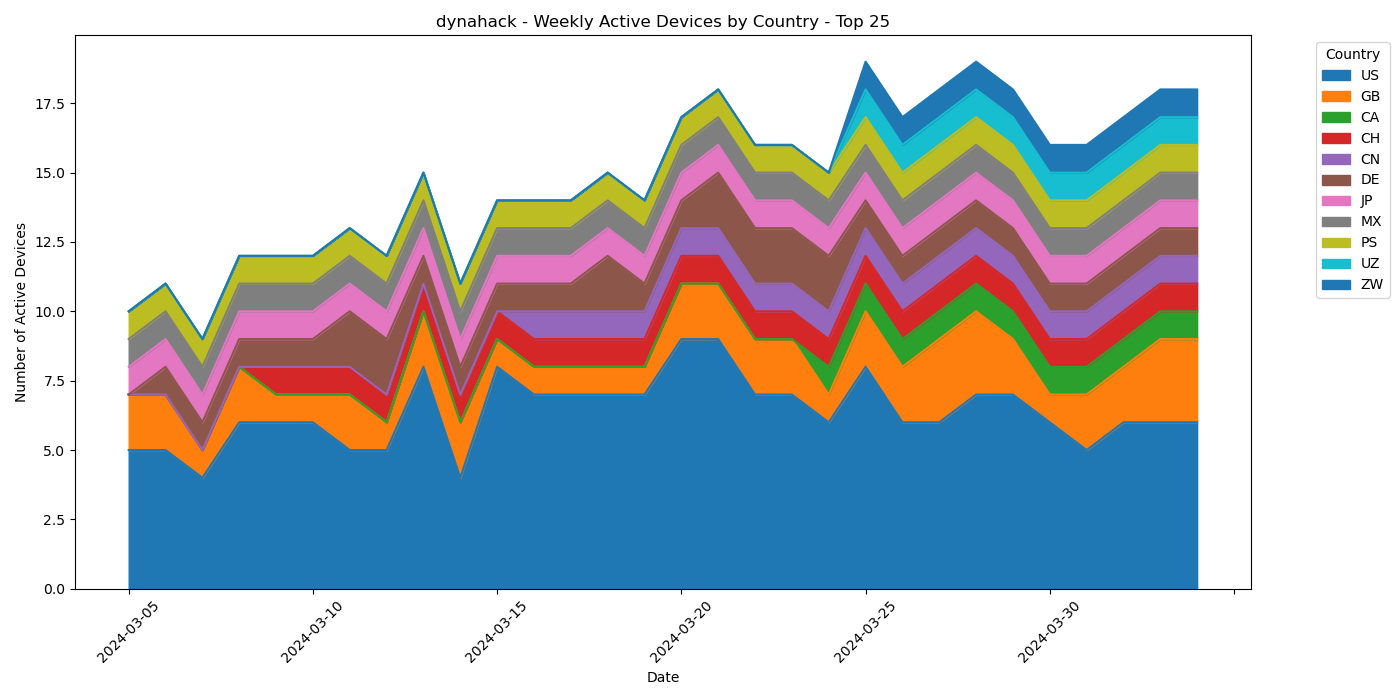 dynahack - Weekly Active Devices by Country - Top 25
Number of Active Devices
17.5
15.0
12.5
10.0
7.5
5.0
2.5
0.0
2024-03-05
2024-03-10
2024-03-15
2024-03-20
2024-03-25
2024-03-30
Date
Country
US
GB
CA
CH
CN
DE
JP
MX
PS
UZ
ZW